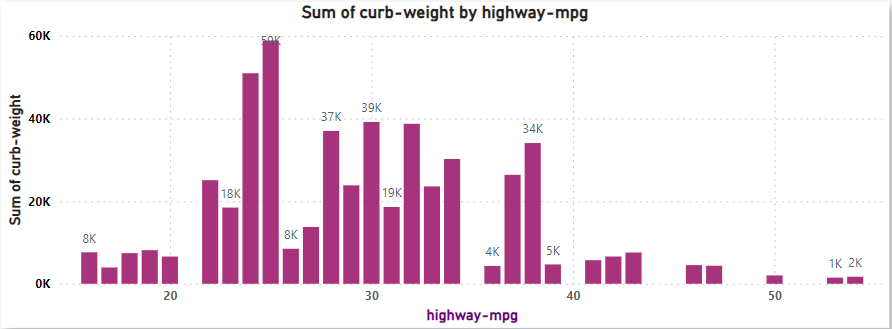 Sum of curb-weight by highway-mpg
Sum of curb-weight
60K
40K
20K
0K
8K
18K
59K
8K
37K
39K
19K
4K
34K
5K
1K
2K
20
30
40
50
highway-mpg